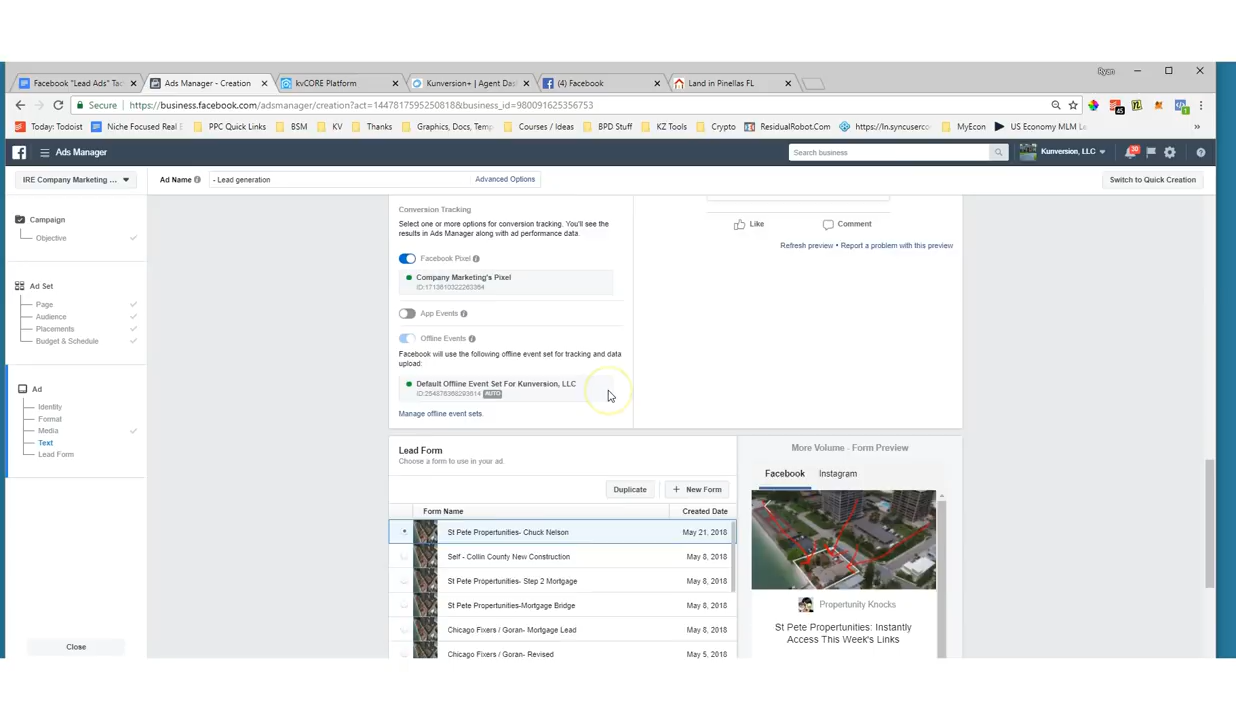 Ryan
Facebook "Lead Ads" Tac
Ads Manager - Creation
kvCORE Platform
Kunversion+ | Agent Das
(4) Facebook
Land in Pinellas FL
Secure
https://business.facebook.com/adsmanager/creation?act=1447817595250818&business_id=980091625356753
45
1
Today: Todoist
Niche Focused Real E
PPC Quick Links
BSM
KV
Thanks
Graphics, Docs, Temp
Courses / Ideas
BPD Stuff
KZ Tools
Crypto
ResidualRobot.Com
https://ln.syncuserco
MyEcon
US Economy MLM Le
»
Ads Manager
Search business
Kunversion, LLC
30
IRE Company Marketing ...
Ad Name
- Lead generation
Advanced Options
Switch to Quick Creation
Campaign
Objective
Ad Set
Page
Audience
Placements
Budget & Schedule
Ad
Identity
Format
Media
Text
Lead Form
Close
Conversion Tracking
Select one or more options for conversion tracking. You'll see the
results in Ads Manager along with ad performance data.
Facebook Pixel
Company Marketing's Pixel
ID:1713610322263364
App Events
Offline Events
Facebook will use the following offline event set for tracking and data
upload:
Default Offline Event Set For Kunversion, LLC
ID:254876368293614 AUTO
Manage offline event sets.
Like
Comment
Refresh preview • Report a problem with this preview
Lead Form
Choose a form to use in your ad.
Duplicate
+ New Form
Form Name
Created Date
St Pete Propertunities- Chuck Nelson
May 21, 2018
Self - Collin County New Construction
May 8, 2018
St Pete Propertunities- Step 2 Mortgage
May 8, 2018
St Pete Propertunities-Mortgage Bridge
May 8, 2018
Chicago Fixers / Goran- Mortgage Lead
May 8, 2018
Chicago Fixers / Goran- Revised
May 5, 2018
More Volume - Form Preview
Facebook
Instagram
Propertunity Knocks
St Pete Propertunities: Instantly
Access This Week's Links